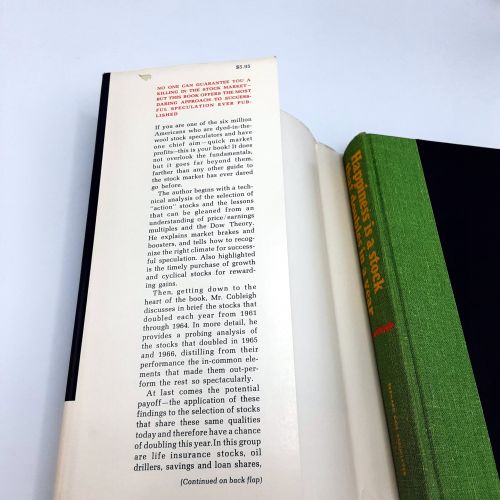 $5.95
NO ONE CAN GUARANTEE YOU A
KILLING IN THE STOCK MARKET—
BUT THIS BOOK OFFERS THE MOST
DARING APPROACH TO SUCCESS-
FUL SPECULATION EVER PUB-
LISHED
If you are one of the six million
Americans who are dyed-in-the-
wool stock speculators and have
one chief aim—quick market
profits—this is your book! It does
not overlook the fundamentals,
but it goes far beyond them,
farther than any other guide to
the stock market has ever dared
go before.
The author begins with a tech-
nical analysis of the selection of
"action" stocks and the lessons
that can be gleaned from an
understanding of price/earnings
multiples and the Dow Theory.
He explains market brakes and
boosters, and tells how to recog-
nize the right climate for success-
ful speculation. Also highlighted
is the timely purchase of growth
and cyclical stocks for reward-
ing gains.
Then, getting down to the
heart of the book, Mr. Cobleigh
discusses in brief the stocks that
doubled each year from 1961
through 1964. In more detail, he
provides a probing analysis of
the stocks that doubled in 1965
and 1966, distilling from their
performance the in-common ele-
ments that made them out-per-
form the rest so spectacularly.
At last comes the potential
payoff—the application of these
findings to the selection of stocks
that share these same qualities
today and therefore have a chance
of doubling this year. In this group
are life insurance stocks, oil
drillers, savings and loan shares,
(Continued on back flap)
Happiness is a stock
that doubles in a year